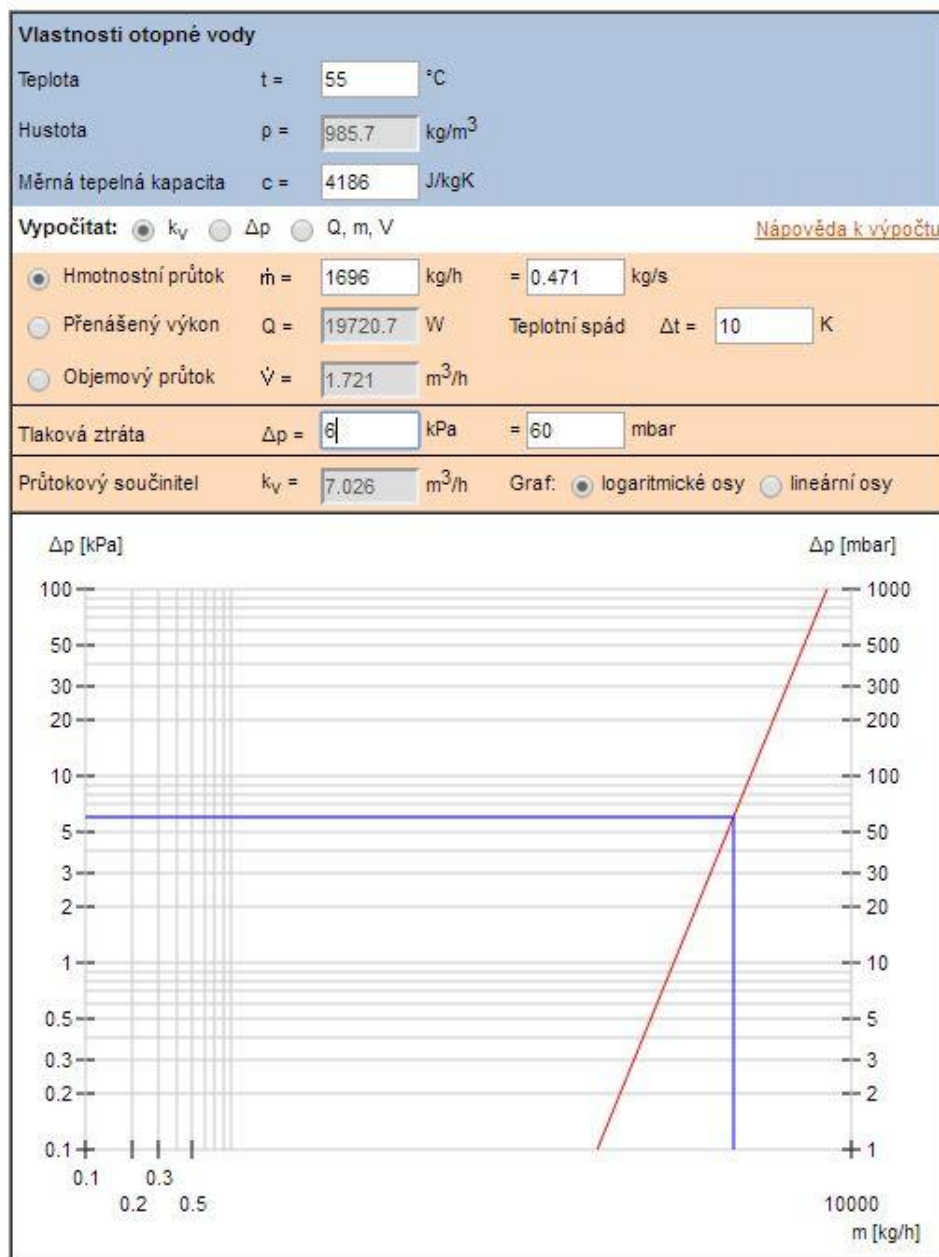 Vlastnosti otopné vody
Teplota t = 55 °C
Hustota ρ = 985.7 kg/m³
Měrná tepelná kapacita c = 4186 J/kgK
Vypočítat: kᵥ Δp Q, m, V Nápověda k výpočtu
Hmotnostní průtok ṁ = 1696 kg/h = 0.471 kg/s
Přenášený výkon Q = 19720.7 W Teplotní spád Δt = 10 K
Objemový průtok V̇ = 1.721 m³/h
Tlaková ztráta Δp = 6 kPa = 60 mbar
Průtokový součinitel kᵥ = 7.026 m³/h Graf: logaritmické osy lineární osy
Δp [kPa] Δp [mbar]
100 1000
50 500
30 300
20 200
10 100
5 50
3 30
2 20
1 10
0.5 5
0.3 3
0.2 2
0.1 1
0.1 0.3
0.2 0.5 10000
m [kg/h]